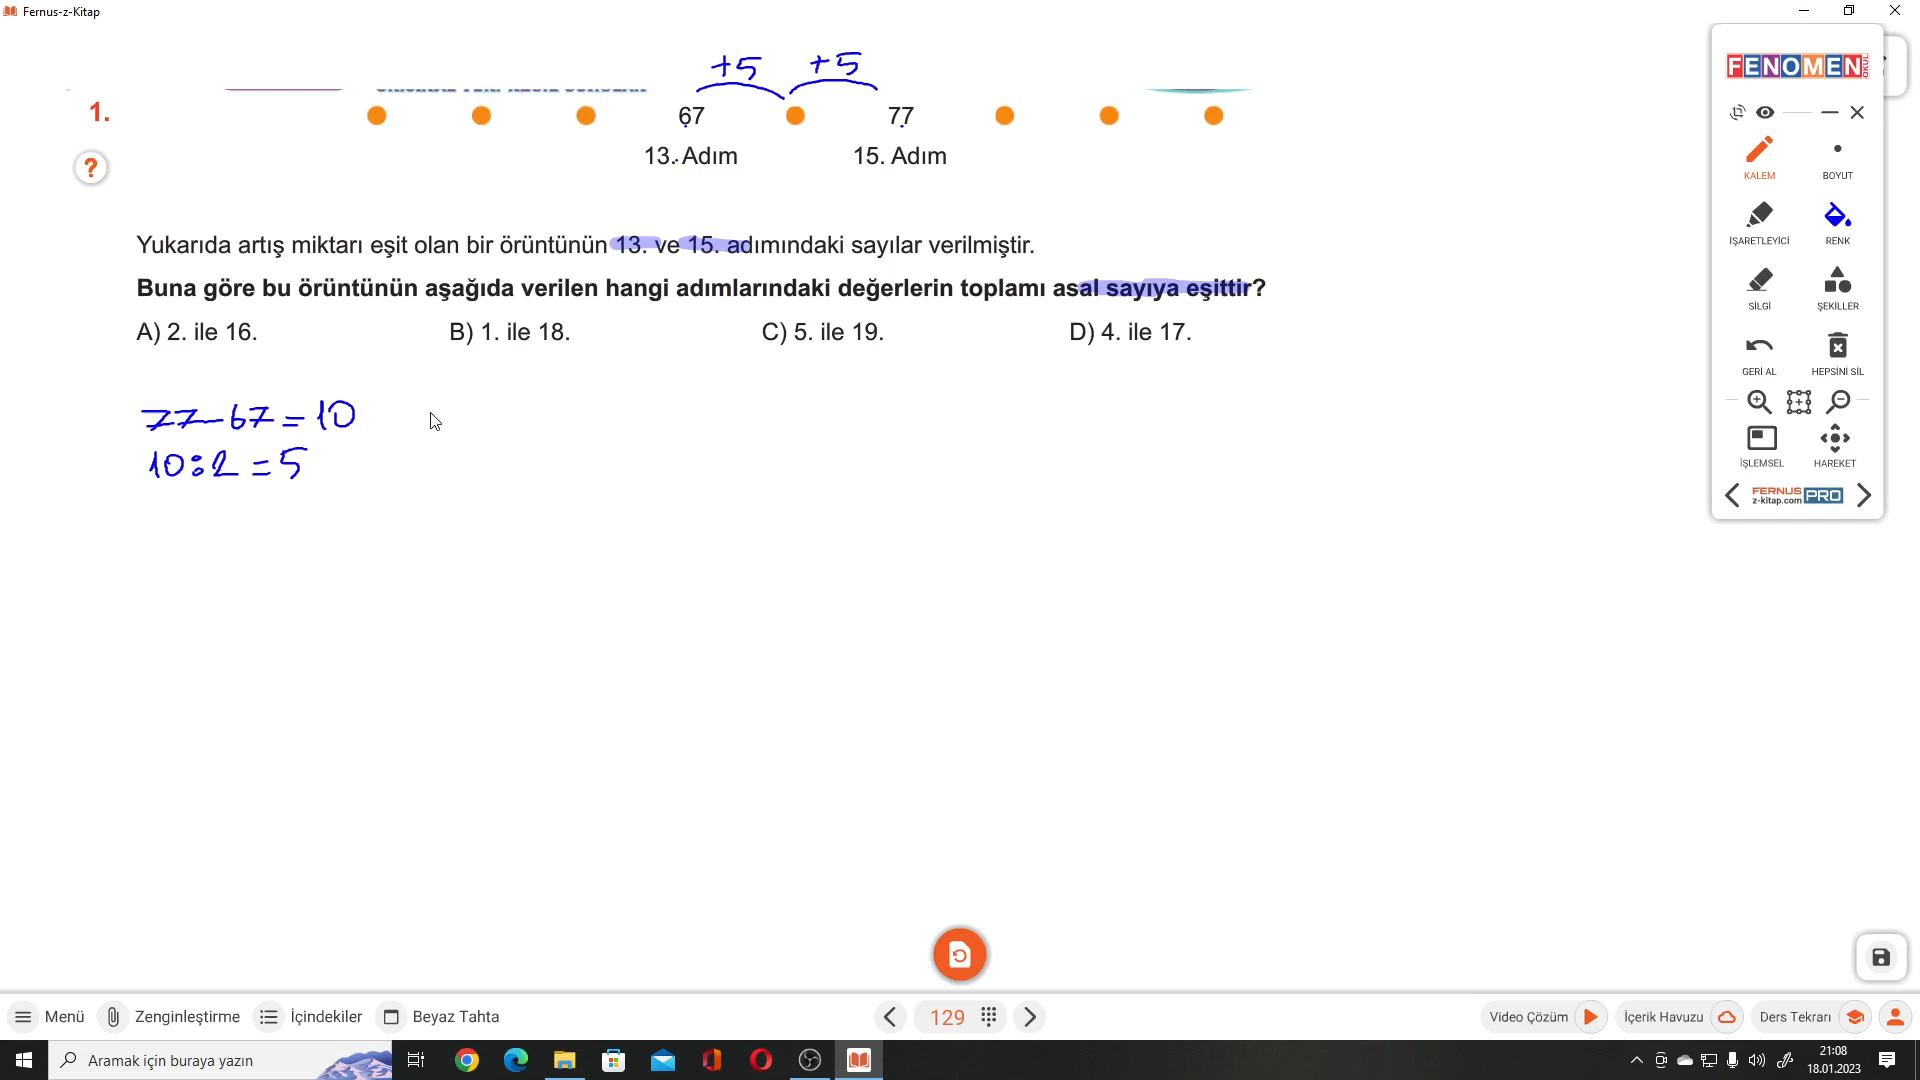 Fernus-z-Kitap
+5 +5
1.
67 77
13. Adım 15. Adım
?
Yukarıda artış miktarı eşit olan bir örüntünün 13. ve 15. adımındaki sayılar verilmiştir.
Buna göre bu örüntünün aşağıda verilen hangi adımlarındaki değerlerin toplamı asal sayıya eşittir?
A) 2. ile 16. B) 1. ile 18. C) 5. ile 19. D) 4. ile 17.
77-67=10
10:2=5
FENOMEN OKUL
KALEM BOYUT
İŞARETLEYİCİ RENK
SİLGİ ŞEKİLLER
GERİ AL HEPSİNİ SİL
İŞLEMSEL HAREKET
FERNUS
z-kitap.com PRO
Menü Zenginleştirme İçindekiler Beyaz Tahta 129 Video Çözüm İçerik Havuzu Ders Tekrarı
Aramak için buraya yazın
21:08
18.01.2023